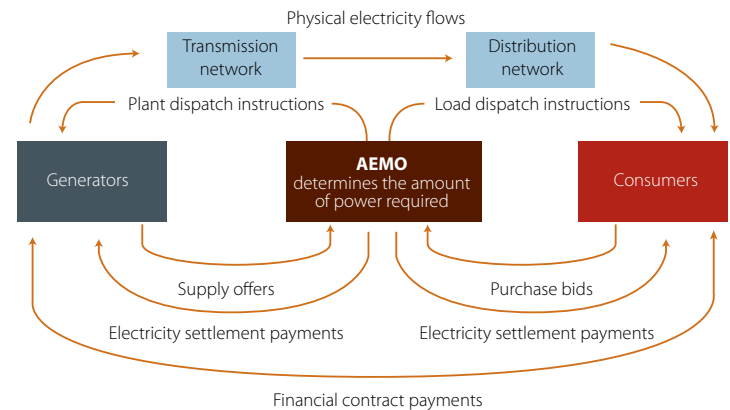 Physical electricity flows
Transmission
network
Distribution
network
Plant dispatch instructions
Load dispatch instructions
Generators
AEMO
determines the amount
of power required
Consumers
Supply offers
Purchase bids
Electricity settlement payments
Electricity settlement payments
Financial contract payments